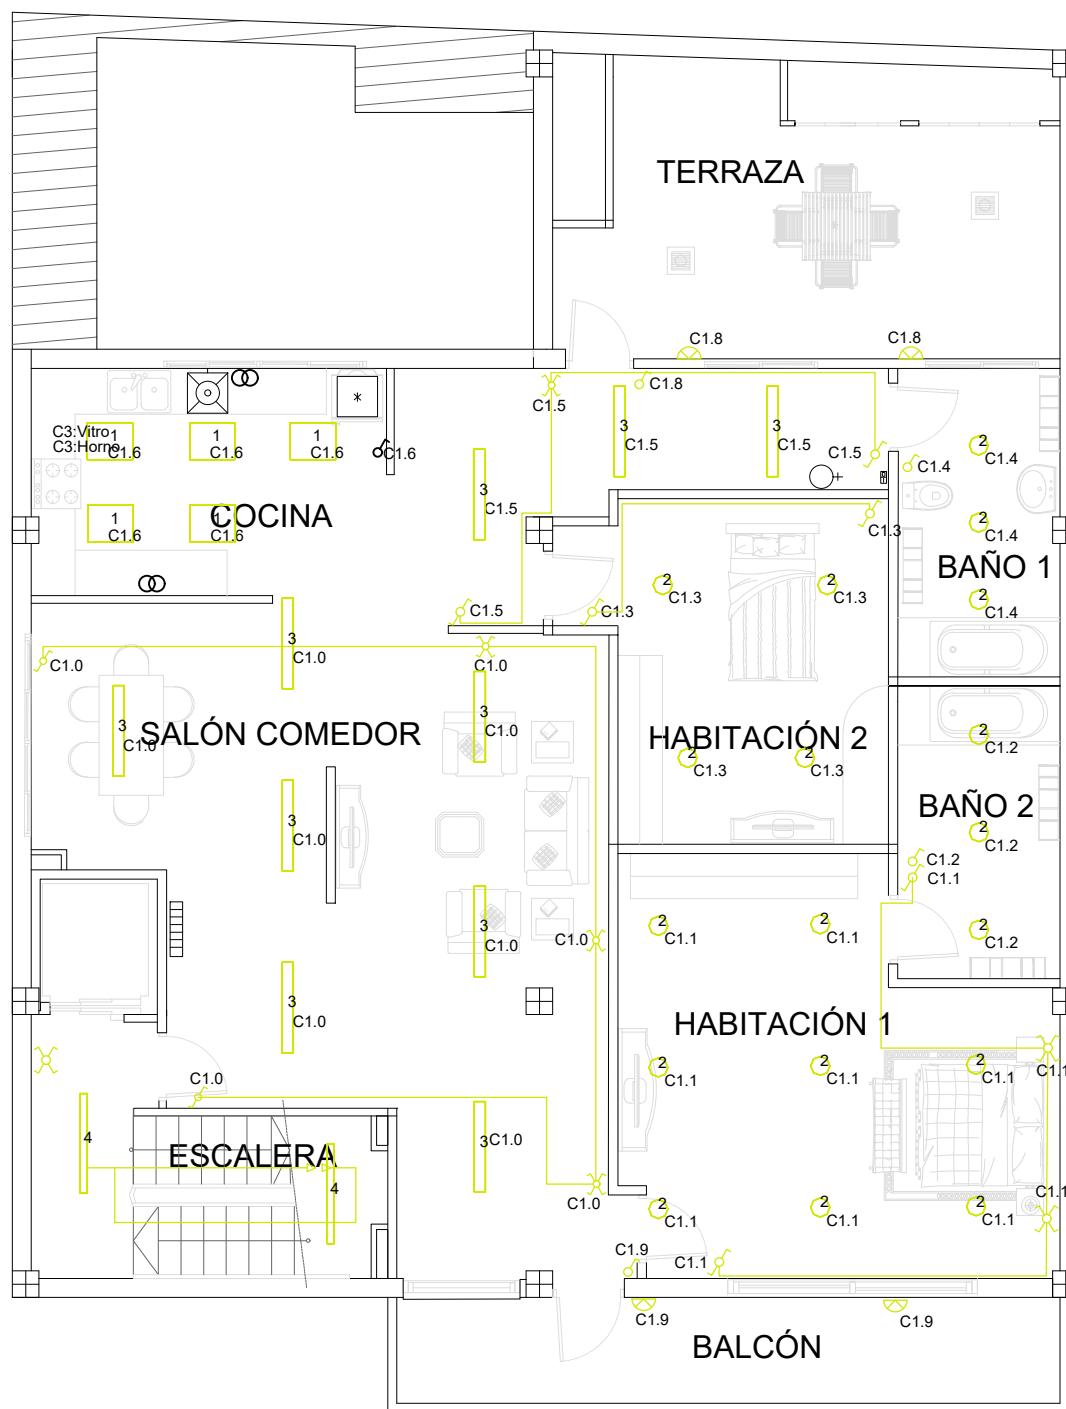 TERRAZA
C1.8
C1.8
C1.5
C1.8
3
C1.5
3
C1.5
C1.5
C3:Vitro
C3:Horno
1
C1.6
1
C1.6
1
C1.6
C1.6
2
C1.4
C1.4
3
C1.5
1
C1.6
1
C1.6
COCINA
C1.3
2
C1.4
BAÑO 1
2
C1.3
2
C1.3
2
C1.4
C1.5
C1.3
3
C1.0
C1.0
C1.0
3
C1.0
SALÓN COMEDOR
3
C1.0
HABITACIÓN 2
2
C1.3
2
C1.3
2
C1.2
BAÑO 2
3
C1.0
2
C1.2
C1.2
C1.1
3
C1.0
C1.0
2
C1.1
2
C1.1
2
C1.2
3
C1.0
HABITACIÓN 1
C1.1
2
C1.1
2
C1.1
2
C1.1
C1.0
4
ESCALERA
4
3
C1.0
C1.0
2
C1.1
2
C1.1
2
C1.1
C1.1
C1.9
C1.1
C1.9
C1.9
BALCÓN